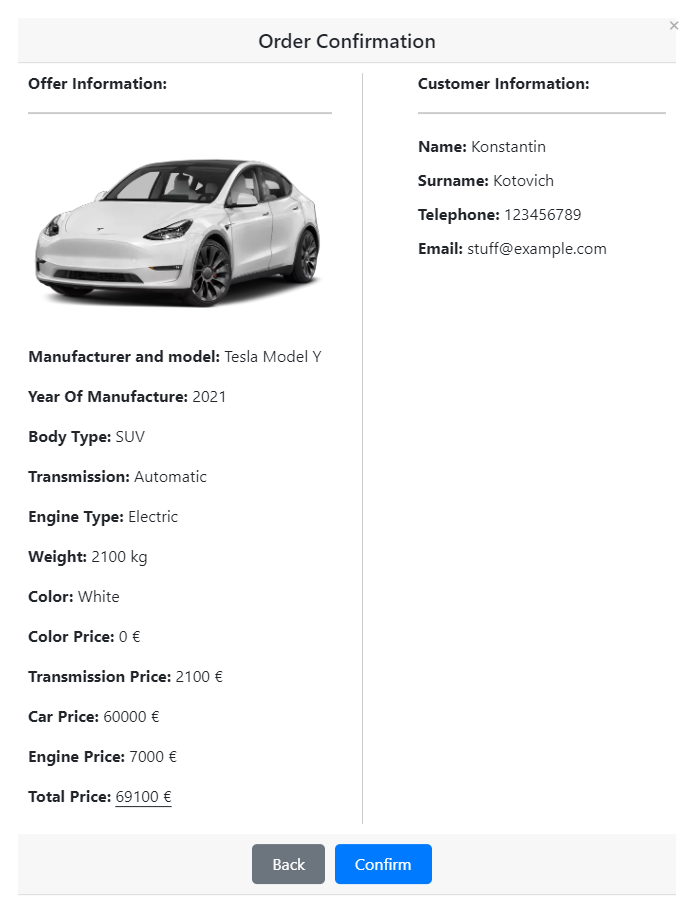 ×
Order Confirmation
Offer Information:
Manufacturer and model: Tesla Model Y
Year Of Manufacture: 2021
Body Type: SUV
Transmission: Automatic
Engine Type: Electric
Weight: 2100 kg
Color: White
Color Price: 0 €
Transmission Price: 2100 €
Car Price: 60000 €
Engine Price: 7000 €
Total Price: 69100 €
Customer Information:
Name: Konstantin
Surname: Kotovich
Telephone: 123456789
Email: stuff@example.com
Back
Confirm